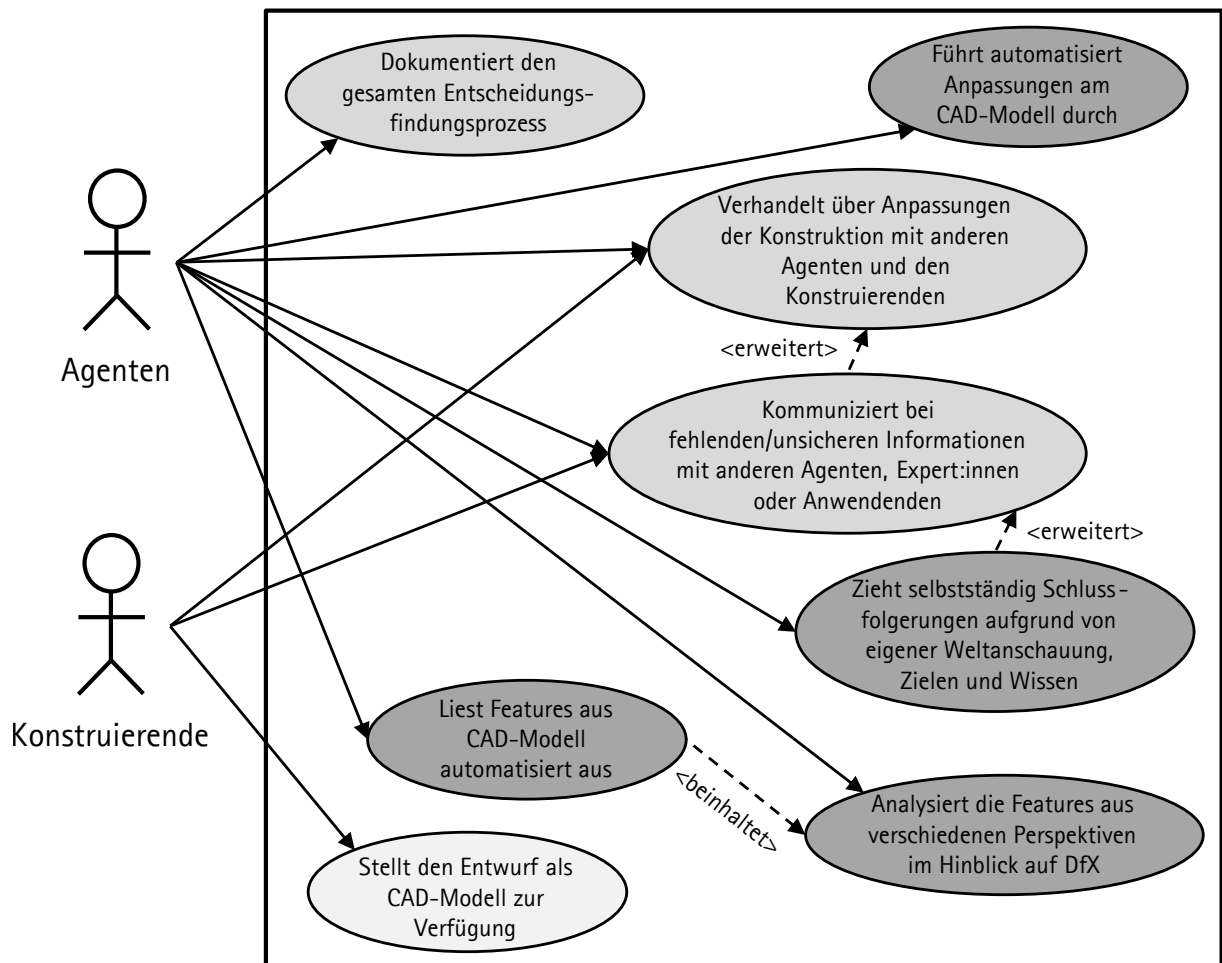 Dokumentiert den
gesamten Entscheidungs-
findungsprozess
Führt automatisiert
Anpassungen am
CAD-Modell durch
Verhandelt über Anpassungen
der Konstruktion mit anderen
Agenten und den
Konstruierenden
Agenten
<erweitert>
Kommuniziert bei
fehlenden/unsicheren Informationen
mit anderen Agenten, Expert:innen
oder Anwendenden
<erweitert>
Zieht selbstständig Schluss-
folgerungen aufgrund von
eigener Weltanschauung,
Zielen und Wissen
Konstruierende
Liest Features aus
CAD-Modell
automatisiert aus
<beinhaltet>
Analysiert die Features aus
verschiedenen Perspektiven
im Hinblick auf DfX
Stellt den Entwurf als
CAD-Modell zur
Verfügung